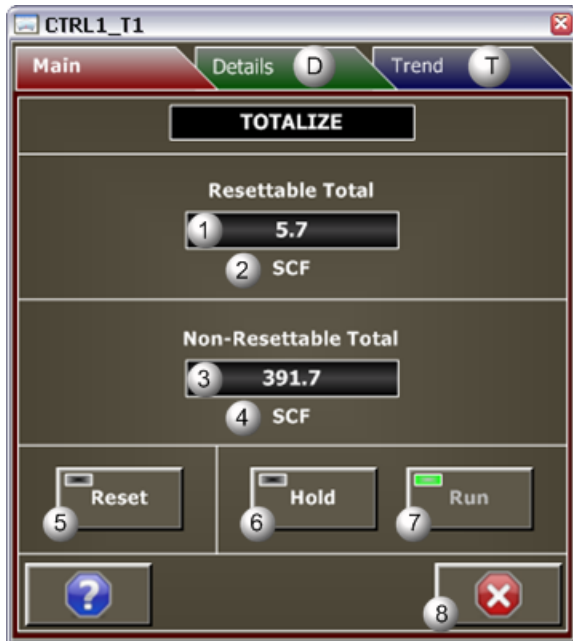 CTRL1_T1
Main Details D Trend T
TOTALIZE
Resettable Total
1 5.7
2 SCF
Non-Resettable Total
3 391.7
4 SCF
Reset Hold Run
5 6 7
?
8